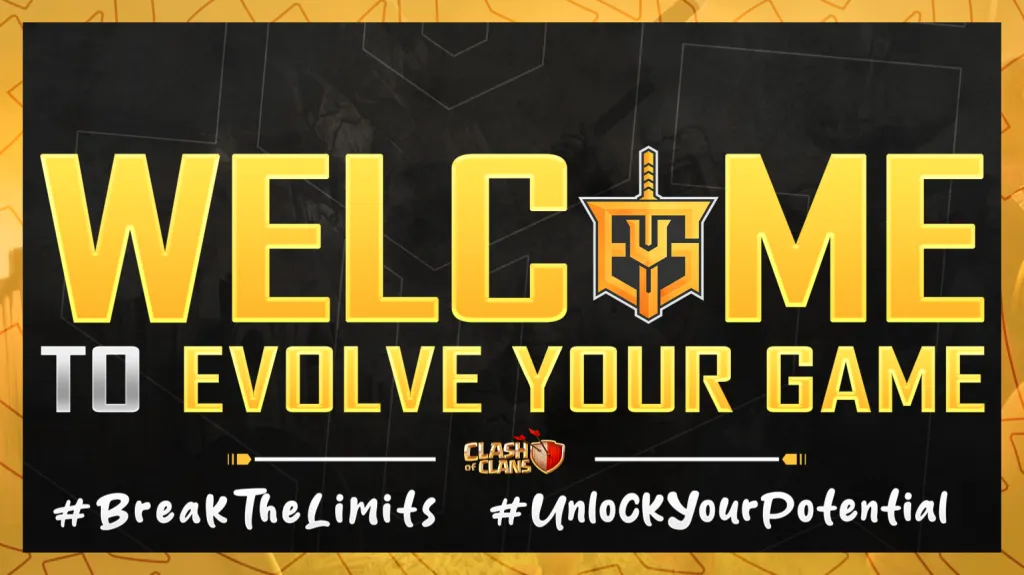 WELCOME
TO EVOLVE YOUR GAME
CLASH
OF CLANS
#BreakTheLimits #UnlockYourPotential